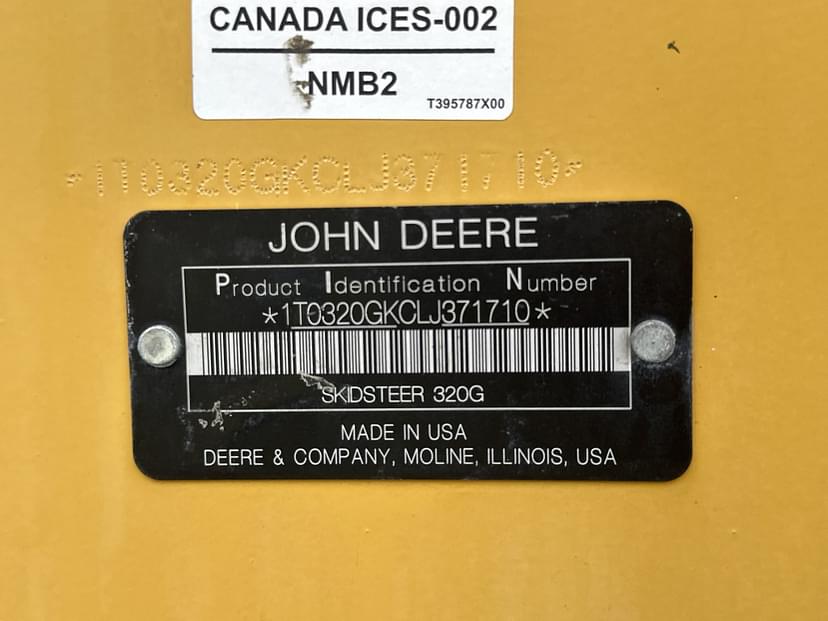 CANADA ICES-002
NMB2
T395787X00
*1T0320GKCLJ371710*
JOHN DEERE
Product Identification Number
*1T0320GKCLJ371710*
SKIDSTEER 320G
MADE IN USA
DEERE & COMPANY, MOLINE, ILLINOIS, USA